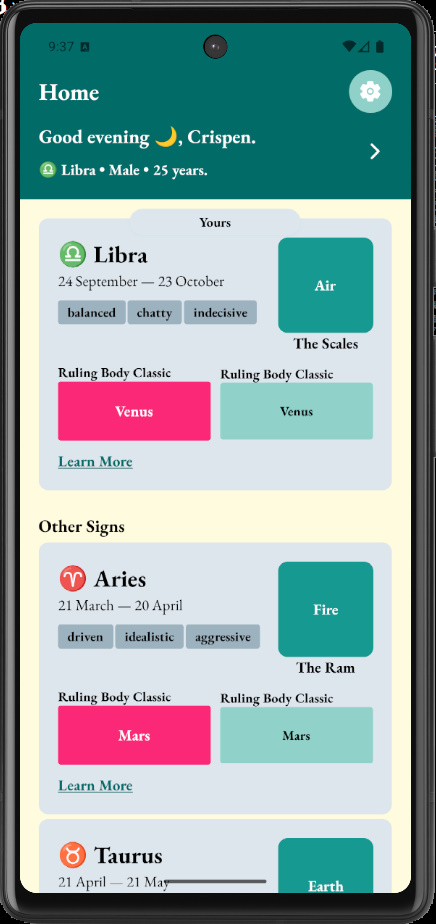 9:37 A
Home
Good evening 🌙, Crispen.
♎ Libra • Male • 25 years.
Yours
♎ Libra
24 September — 23 October
balanced chatty indecisive
Air
The Scales
Ruling Body Classic Ruling Body Classic
Venus Venus
Learn More
Other Signs
♈ Aries
21 March — 20 April
driven idealistic aggressive
Fire
The Ram
Ruling Body Classic Ruling Body Classic
Mars Mars
Learn More
♉ Taurus
21 April — 21 May
Earth